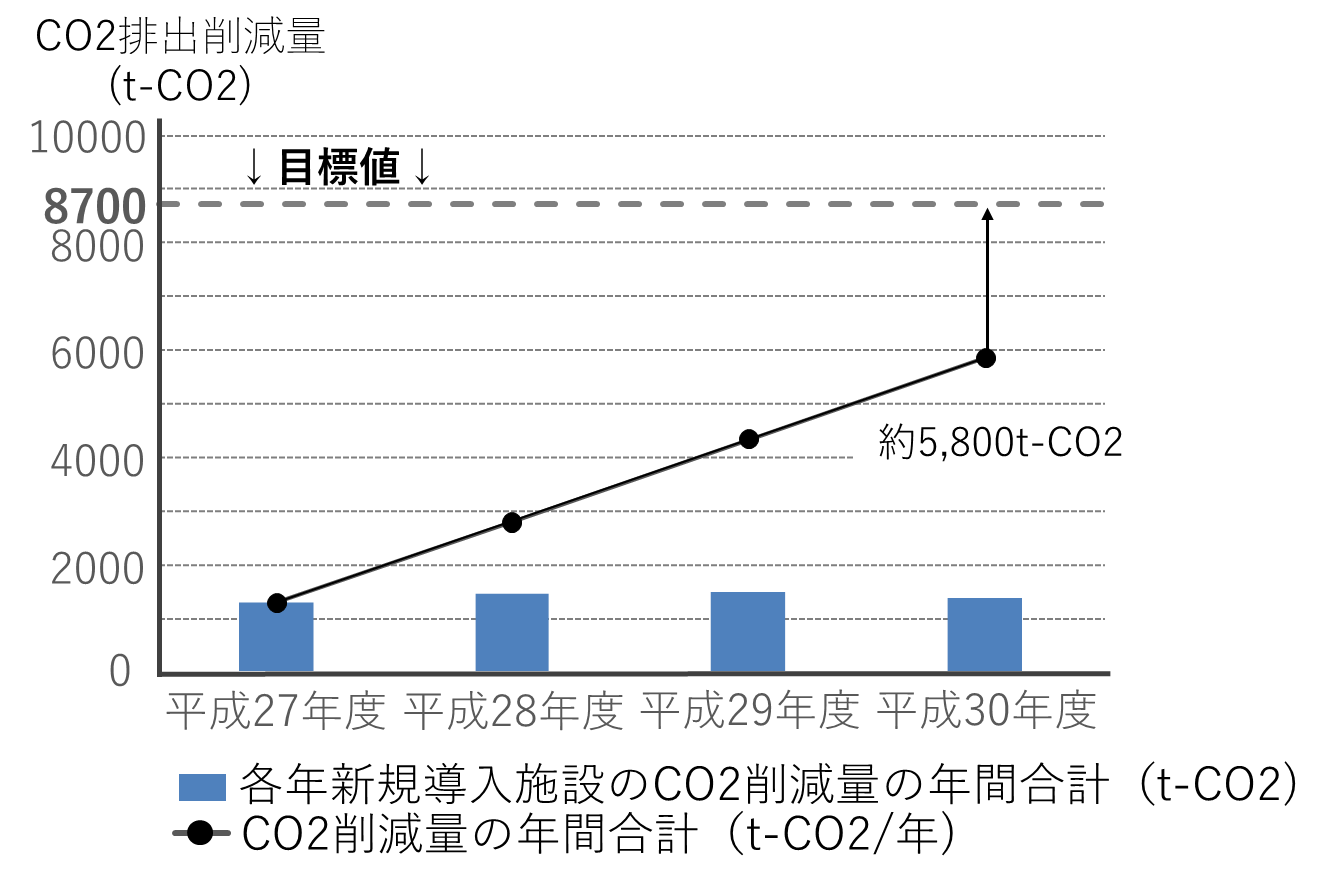 CO2排出削減量
(t-CO2)
10000
↓目標値↓
8700
8000
6000
約5,800t-CO2
4000
2000
0
平成27年度 平成28年度 平成29年度 平成30年度
各年新規導入施設のCO2削減量の年間合計（t-CO2）
CO2削減量の年間合計（t-CO2/年）